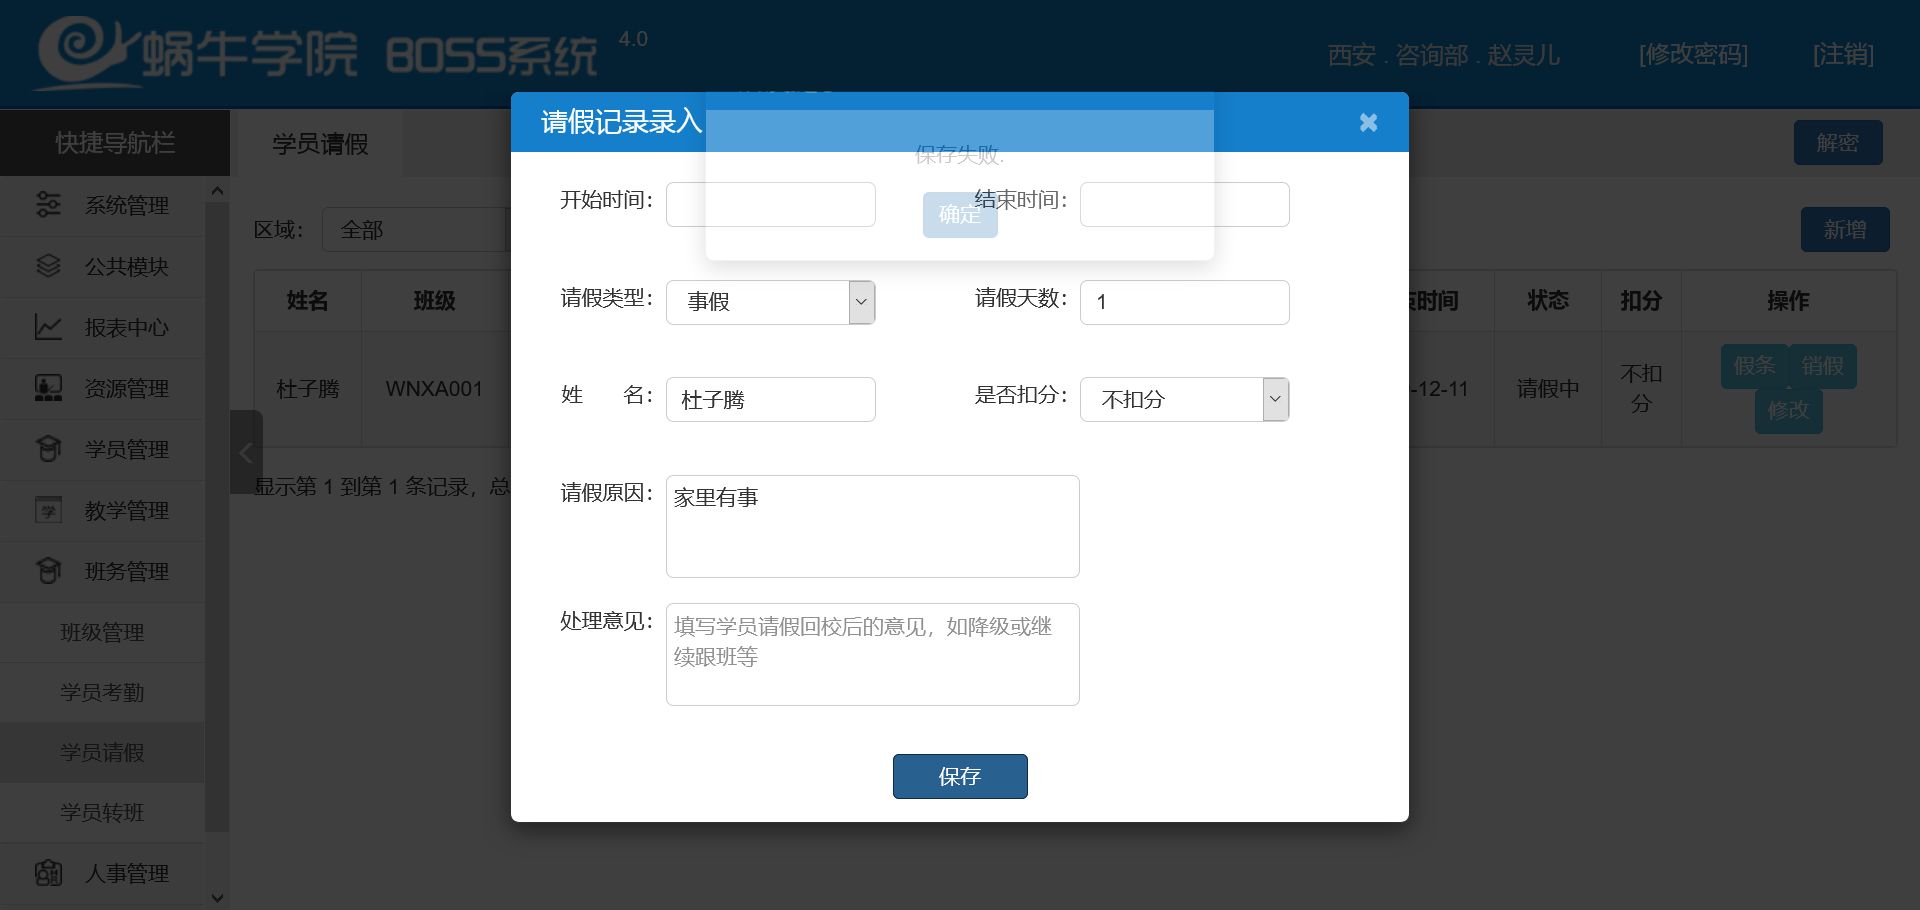 蜗牛学院 BOSS系统 4.0
西安 . 咨询部 . 赵灵儿 [修改密码] [注销]
快捷导航栏
学员请假
解密
系统管理
公共模块
报表中心
资源管理
学员管理
教学管理
班务管理
班级管理
学员考勤
学员请假
学员转班
人事管理
区域： 全部
新增
姓名 班级 时间 状态 扣分 操作
杜子腾 WNXA001 -12-11 请假中 不扣分 假条 销假 修改
显示第 1 到第 1 条记录，总
请假记录录入
保存失败.
确定
开始时间： 结束时间：
请假类型： 事假 请假天数： 1
姓 名： 杜子腾 是否扣分： 不扣分
请假原因： 家里有事
处理意见： 填写学员请假回校后的意见，如降级或继
续跟班等
保存